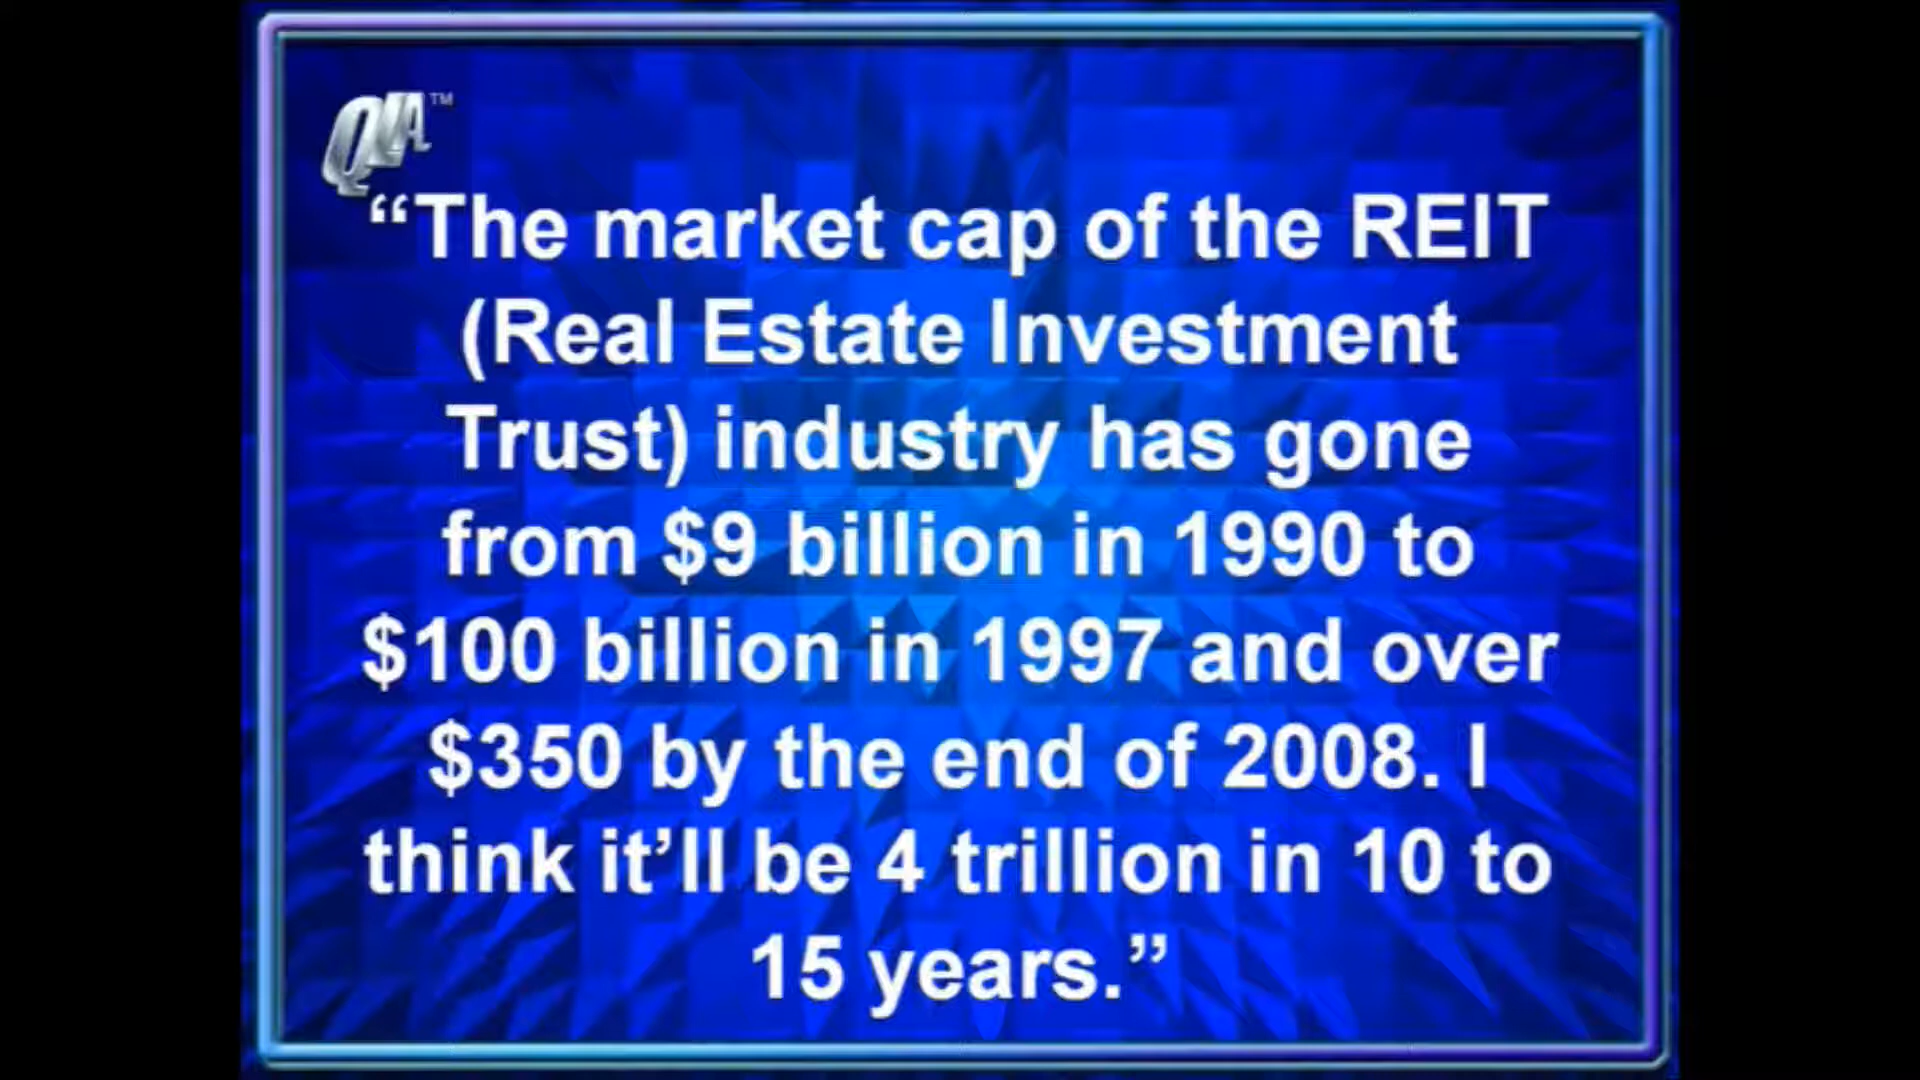 QMA™
“The market cap of the REIT
(Real Estate Investment
Trust) industry has gone
from $9 billion in 1990 to
$100 billion in 1997 and over
$350 by the end of 2008. I
think it’ll be 4 trillion in 10 to
15 years.”